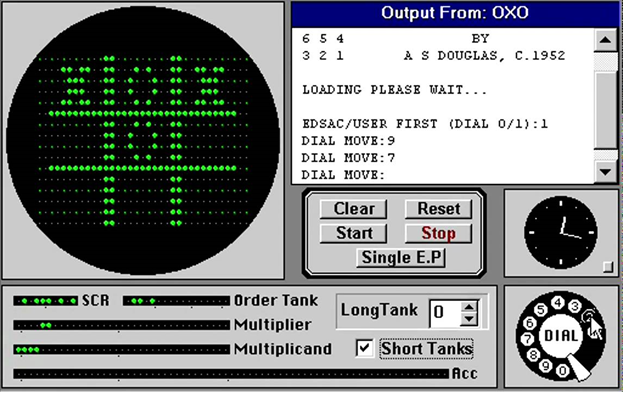 Output From: OXO
6 5 4 BY
3 2 1 A S DOUGLAS, C.1952
LOADING PLEASE WAIT...
EDSAC/USER FIRST (DIAL 0/1):1
DIAL MOVE:9
DIAL MOVE:7
DIAL MOVE:
Clear Reset
Start Stop
Single E.P
SCR Order Tank
LongTank 0
Multiplier
Multiplicand
Short Tanks
Acc
DIAL
3
4
5
6
7
8
9
0